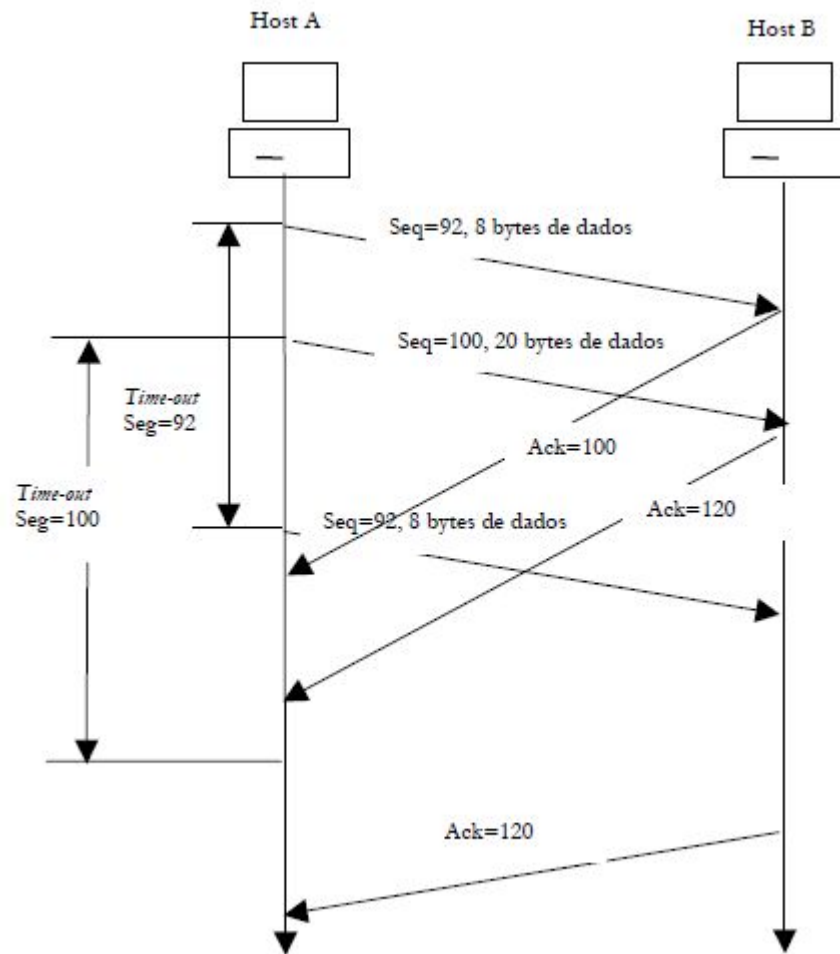 Host A
Host B
Seq=92, 8 bytes de dados
Seq=100, 20 bytes de dados
Time-out
Seg=92
Ack=100
Time-out
Seg=100
Ack=120
Seq=92, 8 bytes de dados
Ack=120